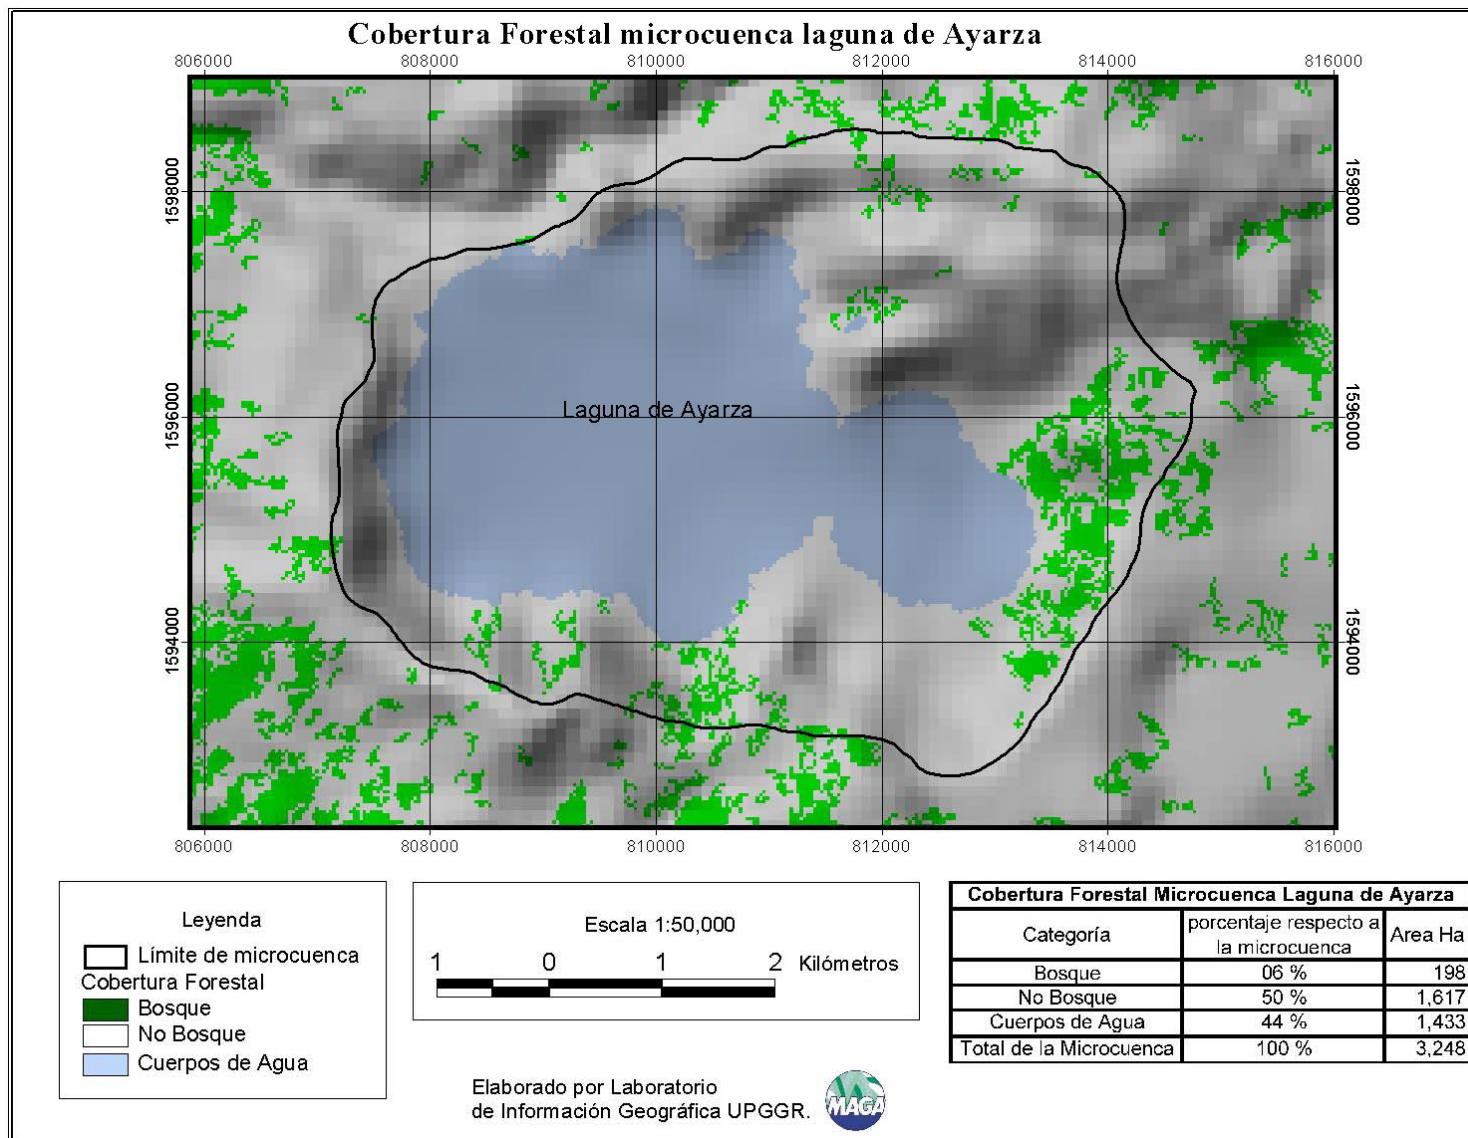 Cobertura Forestal microcuenca laguna de Ayarza
806000 808000 810000 812000 814000 816000
1598000 1598000
1596000 1596000
1594000 1594000
Laguna de Ayarza
806000 808000 810000 812000 814000 816000
Leyenda
Límite de microcuenca
Cobertura Forestal
Bosque
No Bosque
Cuerpos de Agua
Escala 1:50,000
1 0 1 2 Kilómetros
Elaborado por Laboratorio
de Información Geográfica UPGGR.
MAGA
Cobertura Forestal Microcuenca Laguna de Ayarza
Categoría porcentaje respecto a la microcuenca Area Ha
Bosque 06 % 198
No Bosque 50 % 1,617
Cuerpos de Agua 44 % 1,433
Total de la Microcuenca 100 % 3,248